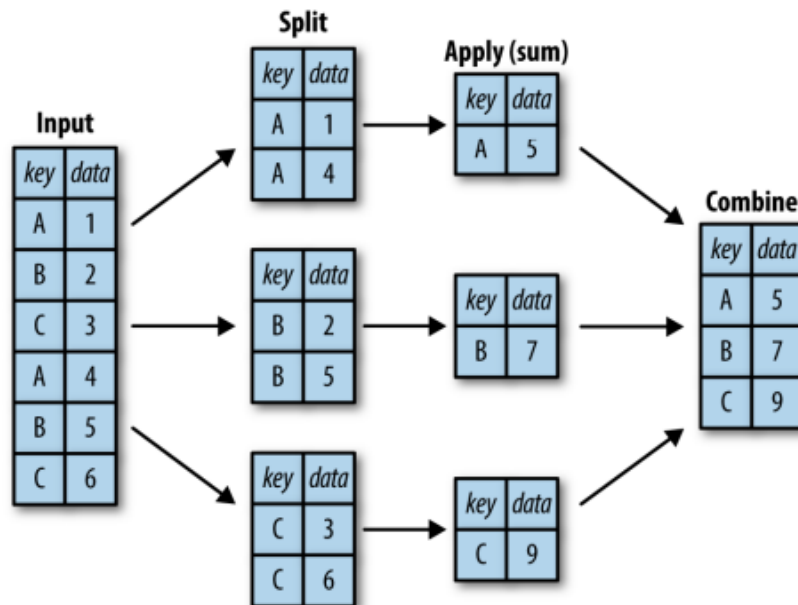 Input
key data
A 1
B 2
C 3
A 4
B 5
C 6
Split
key data
A 1
A 4
key data
B 2
B 5
key data
C 3
C 6
Apply (sum)
key data
A 5
key data
B 7
key data
C 9
Combine
key data
A 5
B 7
C 9